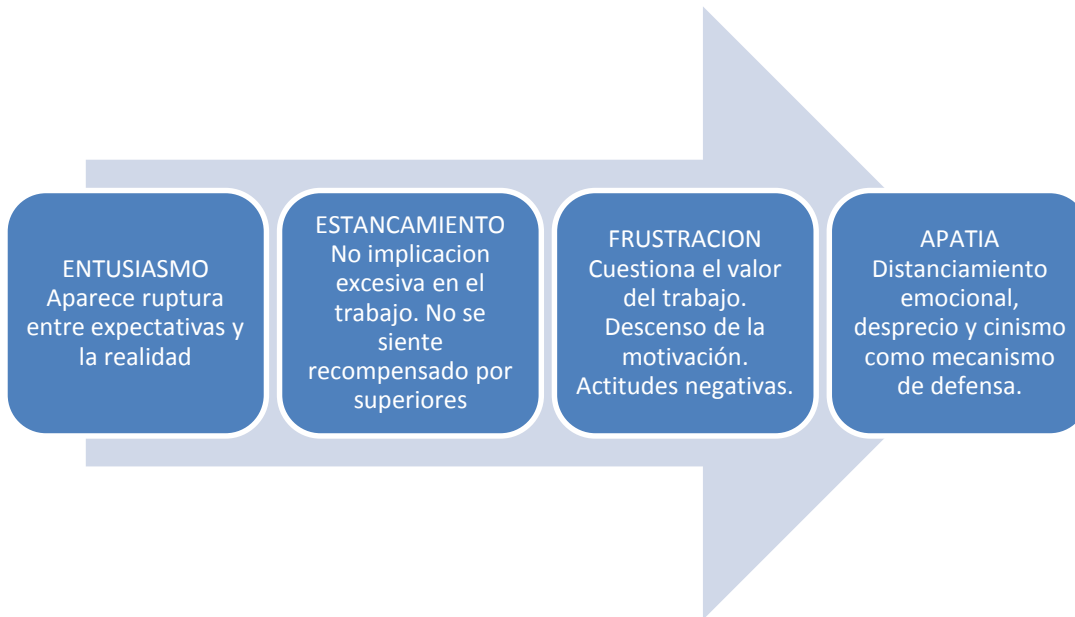 ENTUSIASMO
Aparece ruptura
entre expectativas y
la realidad
ESTANCAMIENTO
No implicacion
excesiva en el
trabajo. No se
siente
recompensado por
superiores
FRUSTRACION
Cuestiona el valor
del trabajo.
Descenso de la
motivación.
Actitudes negativas.
APATIA
Distanciamiento
emocional,
desprecio y cinismo
como mecanismo
de defensa.